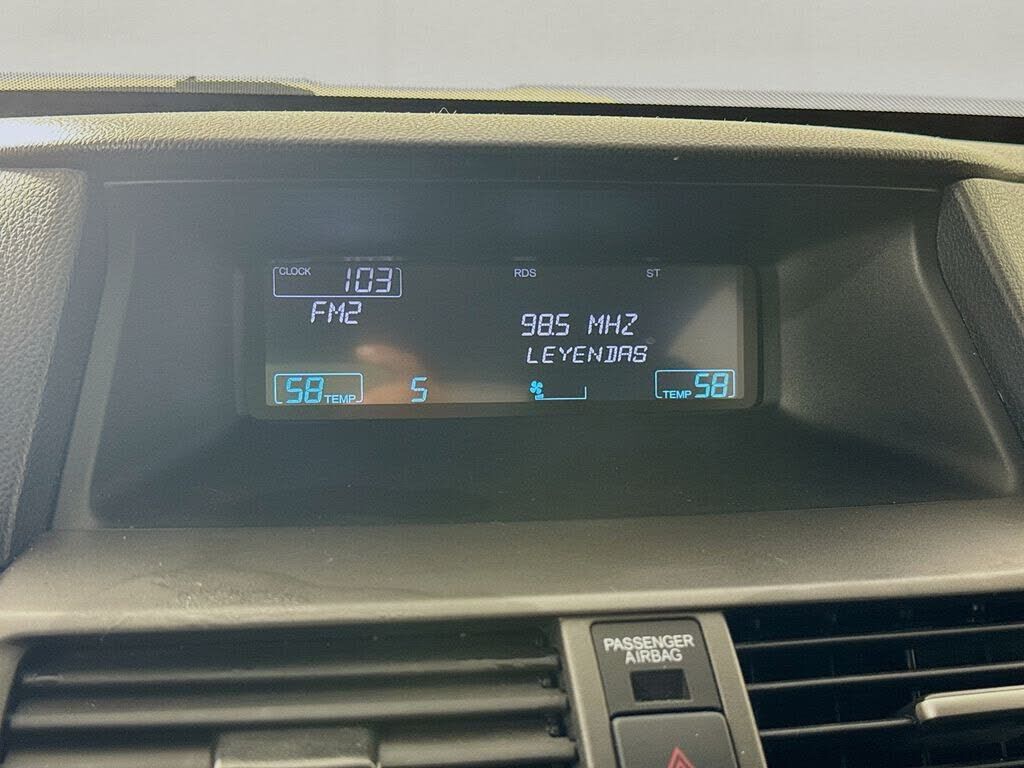 CLOCK 103 RDS ST
FM2
98.5 MHZ
LEYENDAS
58 TEMP 5 TEMP 58
PASSENGER
AIRBAG